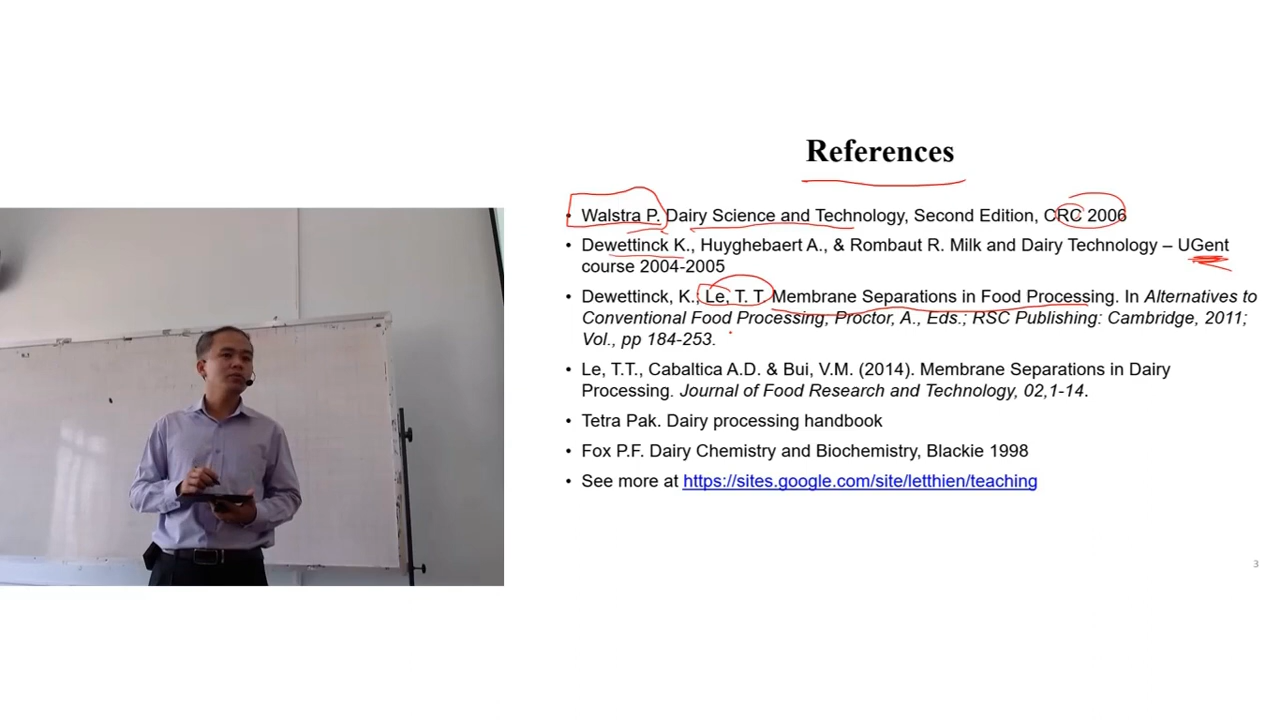 References
• Walstra P. Dairy Science and Technology, Second Edition, CRC 2006
• Dewettinck K., Huyghebaert A., & Rombaut R. Milk and Dairy Technology – UGent
course 2004-2005
• Dewettinck, K., Le, T. T Membrane Separations in Food Processing. In Alternatives to
Conventional Food Processing, Proctor, A., Eds.; RSC Publishing: Cambridge, 2011;
Vol., pp 184-253.
• Le, T.T., Cabaltica A.D. & Bui, V.M. (2014). Membrane Separations in Dairy
Processing. Journal of Food Research and Technology, 02,1-14.
• Tetra Pak. Dairy processing handbook
• Fox P.F. Dairy Chemistry and Biochemistry, Blackie 1998
• See more at https://sites.google.com/site/letthien/teaching
3